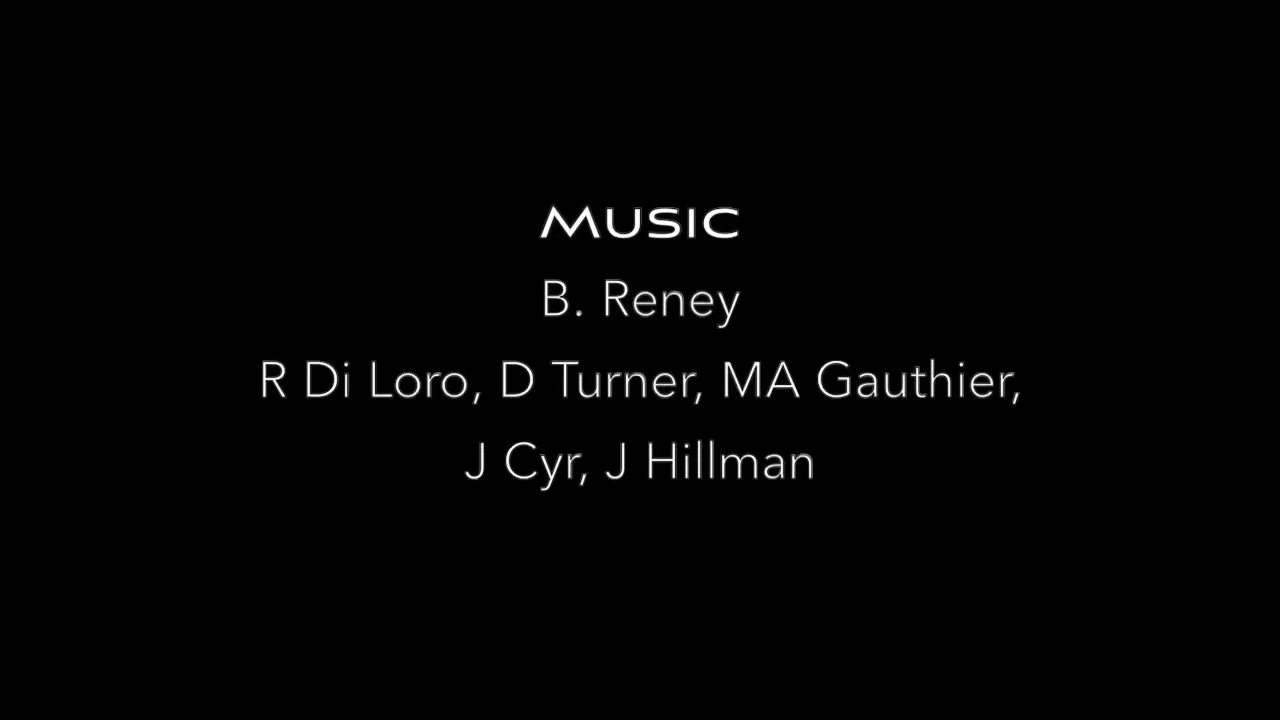 MUSIC
B. Reney
R Di Loro, D Turner, MA Gauthier,
J Cyr, J Hillman